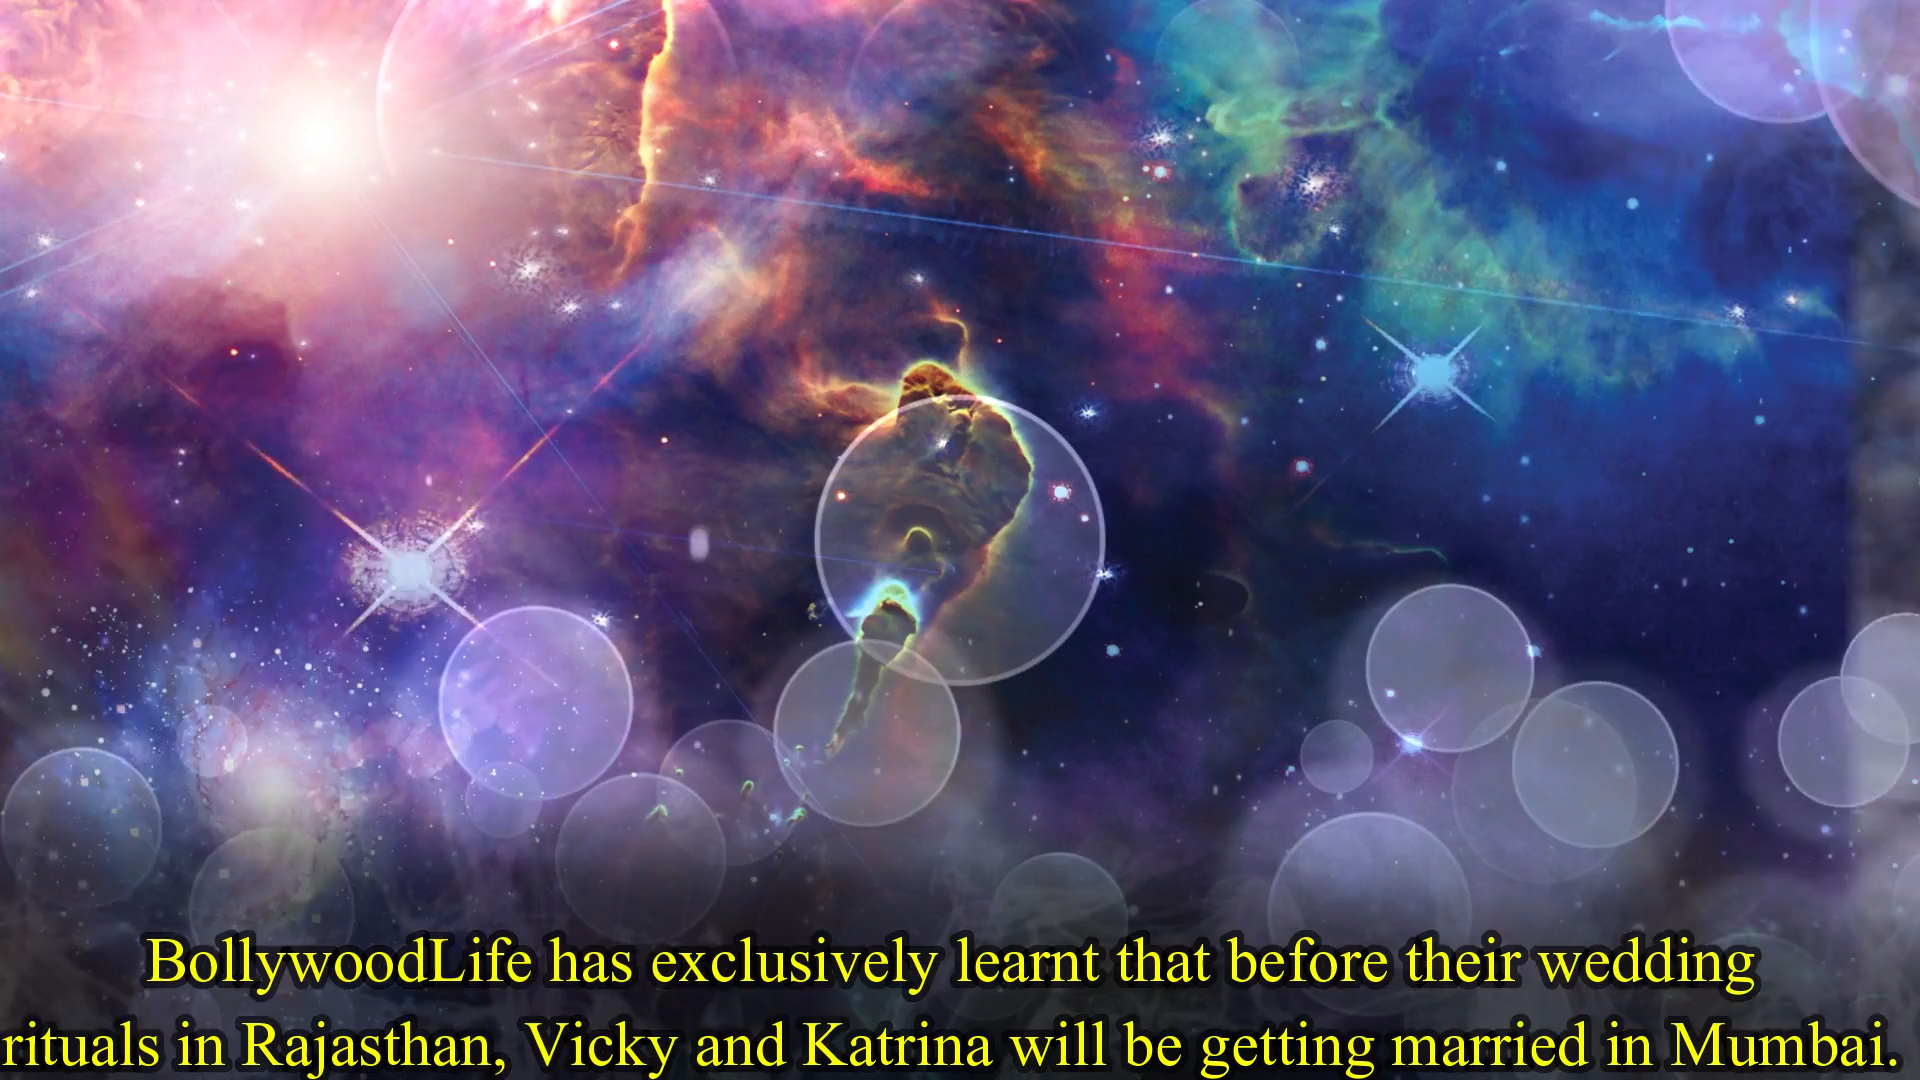 BollywoodLife has exclusively learnt that before their wedding
rituals in Rajasthan, Vicky and Katrina will be getting married in Mumbai.